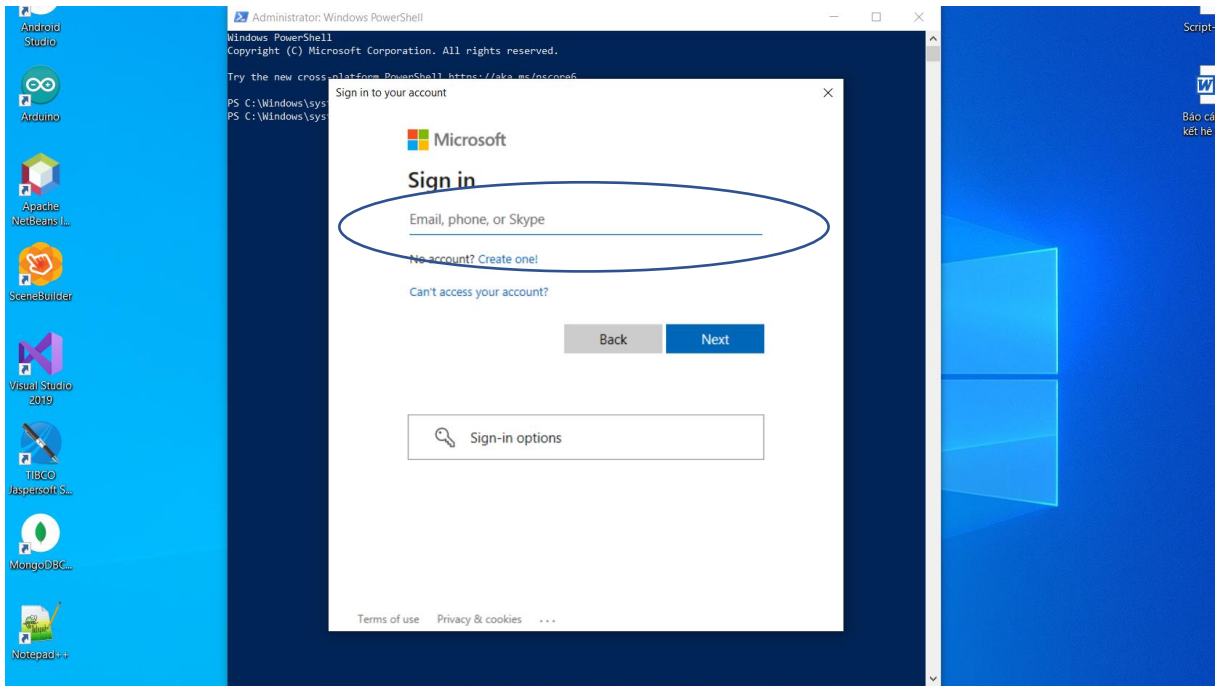 Android
Studio
Arduino
Apache
NetBeans I...
SceneBuilder
Visual Studio
2019
TIBCO
Jaspersoft S...
MongoDBC...
Notepad++
Administrator: Windows PowerShell
Windows PowerShell
Copyright (C) Microsoft Corporation. All rights reserved.
Try the new cross-platform PowerShell https://aka.ms/pscore6
PS C:\Windows\sys
PS C:\Windows\sys
Sign in to your account
Microsoft
Sign in
Email, phone, or Skype
No account? Create one!
Can't access your account?
Back Next
Sign-in options
Terms of use Privacy & cookies ...
Script-
Báo cá
kết hè